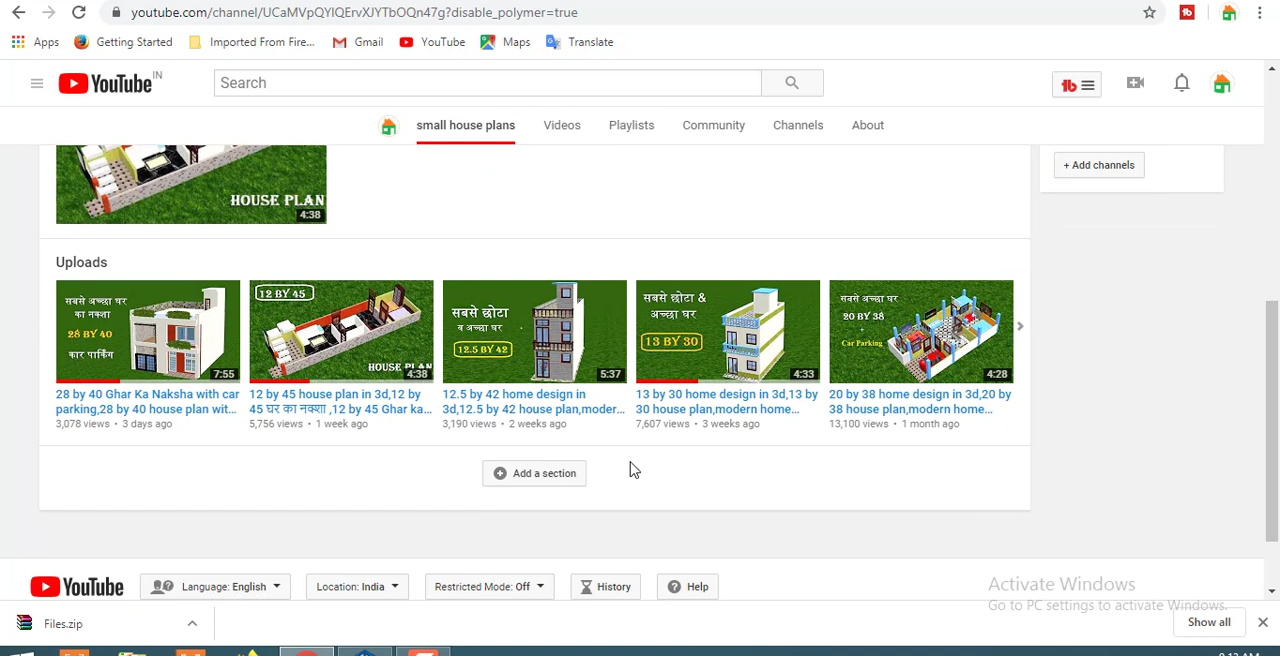 youtube.com/channel/UCaMVpQYIQErvXJYTbOQn47g?disable_polymer=true
Apps Getting Started Imported From Fire... Gmail YouTube Maps Translate
YouTube IN Search
small house plans Videos Playlists Community Channels About
+ Add channels
HOUSE PLAN
4:38
Uploads
सबसे अच्छा घर
का नक्शा
28 BY 40
कार पार्किंग
7:55
12 BY 45
HOUSE PLAN
4:38
सबसे छोटा
व अच्छा घर
12.5 BY 42
5:37
सबसे छोटा &
अच्छा घर
13 BY 30
4:33
सबसे अच्छा घर
20 BY 38
+
Car Parking
4:28
28 by 40 Ghar Ka Naksha with car
parking,28 by 40 house plan wit...
3,078 views • 3 days ago
12 by 45 house plan in 3d,12 by
45 घर का नक्शा ,12 by 45 Ghar ka...
5,756 views • 1 week ago
12.5 by 42 home design in
3d,12.5 by 42 house plan,moder...
3,190 views • 2 weeks ago
13 by 30 home design in 3d,13 by
30 house plan,modern home...
7,607 views • 3 weeks ago
20 by 38 home design in 3d,20 by
38 house plan,modern home...
13,100 views • 1 month ago
Add a section
YouTube Language: English Location: India Restricted Mode: Off History Help
Activate Windows
Go to PC settings to activate Windows.
Files.zip Show all